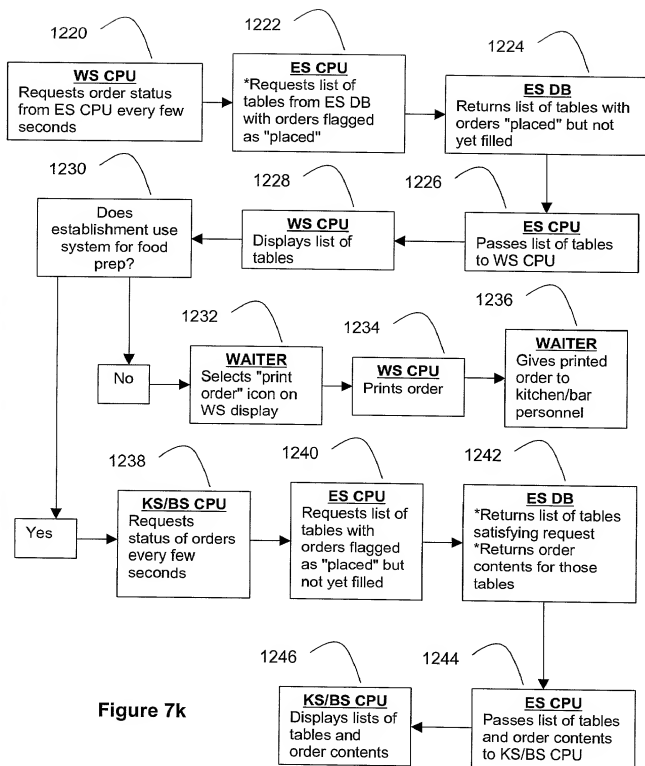 1220
WS CPU
Requests order status
from ES CPU every few
seconds
1222
ES CPU
*Requests list of
tables from ES DB
with orders flagged
as "placed"
1224
ES DB
Returns list of tables with
orders "placed" but not
yet filled
1230
Does
establishment use
system for food
prep?
1228
WS CPU
Displays list of
tables
1226
ES CPU
Passes list of tables
to WS CPU
No
1232
WAITER
Selects "print
order" icon on
WS display
1234
WS CPU
Prints order
1236
WAITER
Gives printed
order to
kitchen/bar
personnel
Yes
1238
KS/BS CPU
Requests
status of orders
every few
seconds
1240
ES CPU
Requests list of
tables with
orders flagged
as "placed" but
not yet filled
1242
ES DB
*Returns list of tables
satisfying request
*Returns order
contents for those
tables
1246
KS/BS CPU
Displays lists of
tables and
order contents
1244
ES CPU
Passes list of tables
and order contents
to KS/BS CPU
Figure 7k